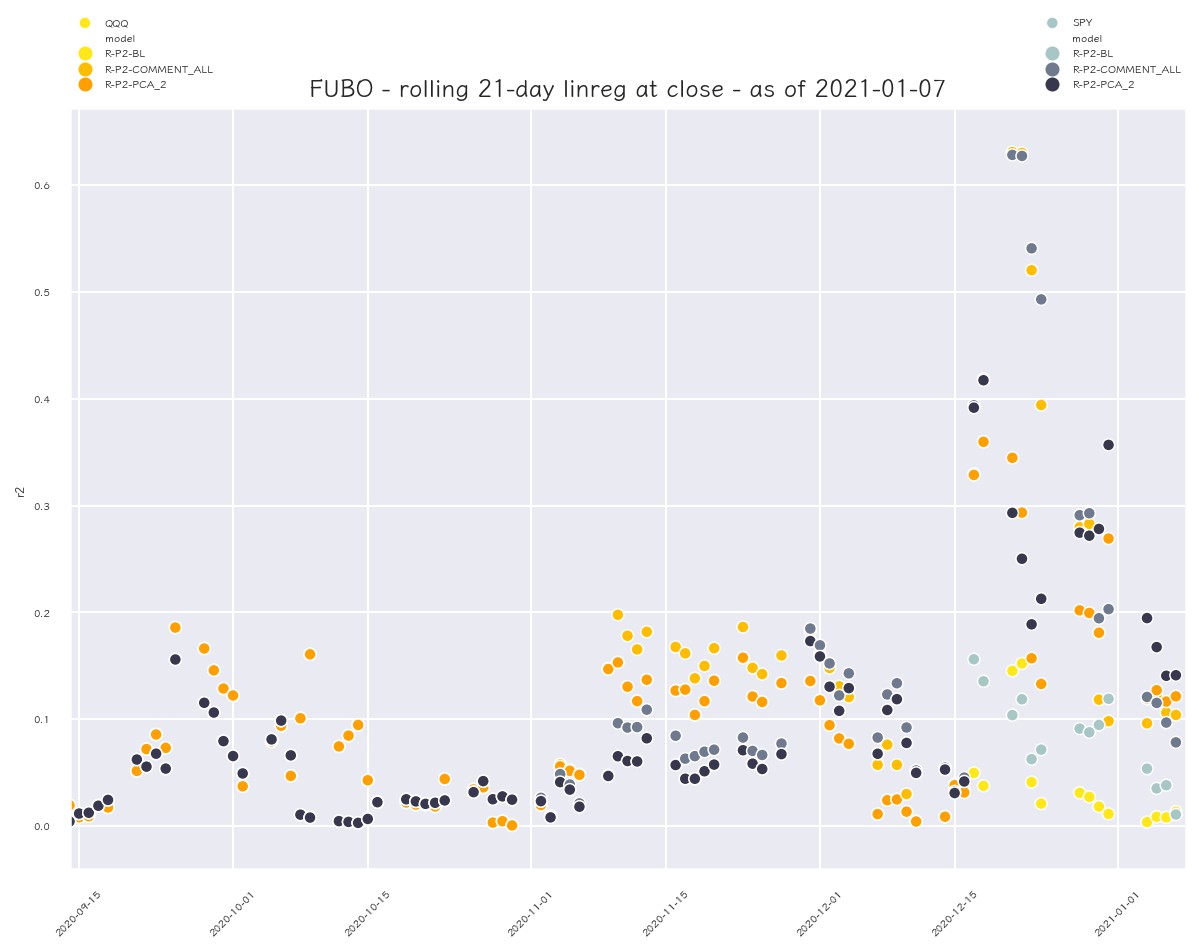 QQQ
model
R-P2-BL
R-P2-COMMENT_ALL
R-P2-PCA_2
SPY
model
R-P2-BL
R-P2-COMMENT_ALL
R-P2-PCA_2
FUBO - rolling 21-day linreg at close - as of 2021-01-07
r2
0.6
0.5
0.4
0.3
0.2
0.1
0.0
2020-09-15
2020-10-01
2020-10-15
2020-11-01
2020-11-15
2020-12-01
2020-12-15
2021-01-01